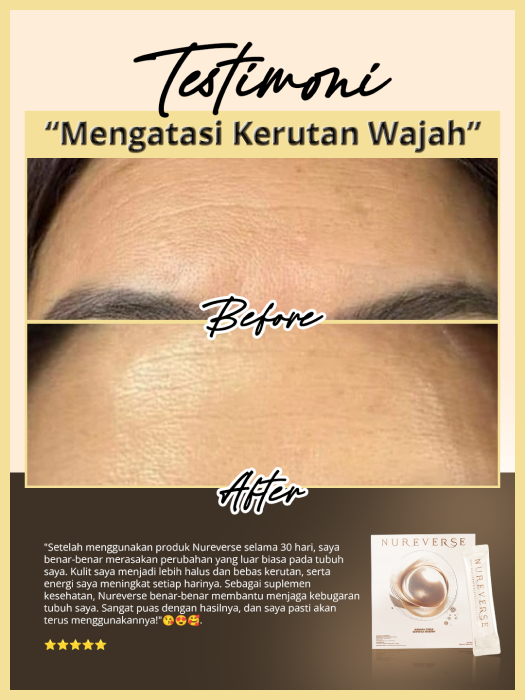 Testimoni
“Mengatasi Kerutan Wajah”
Before
After
"Setelah menggunakan produk Nureverse selama 30 hari, saya
benar-benar merasakan perubahan yang luar biasa pada tubuh
saya. Kulit saya menjadi lebih halus dan bebas kerutan, serta
energi saya meningkat setiap harinya. Sebagai suplemen
kesehatan, Nureverse benar-benar membantu menjaga kebugaran
tubuh saya. Sangat puas dengan hasilnya, dan saya pasti akan
terus menggunakannya!"😘😍🥰.
⭐⭐⭐⭐⭐
NUREVERSE
NUREVERSE